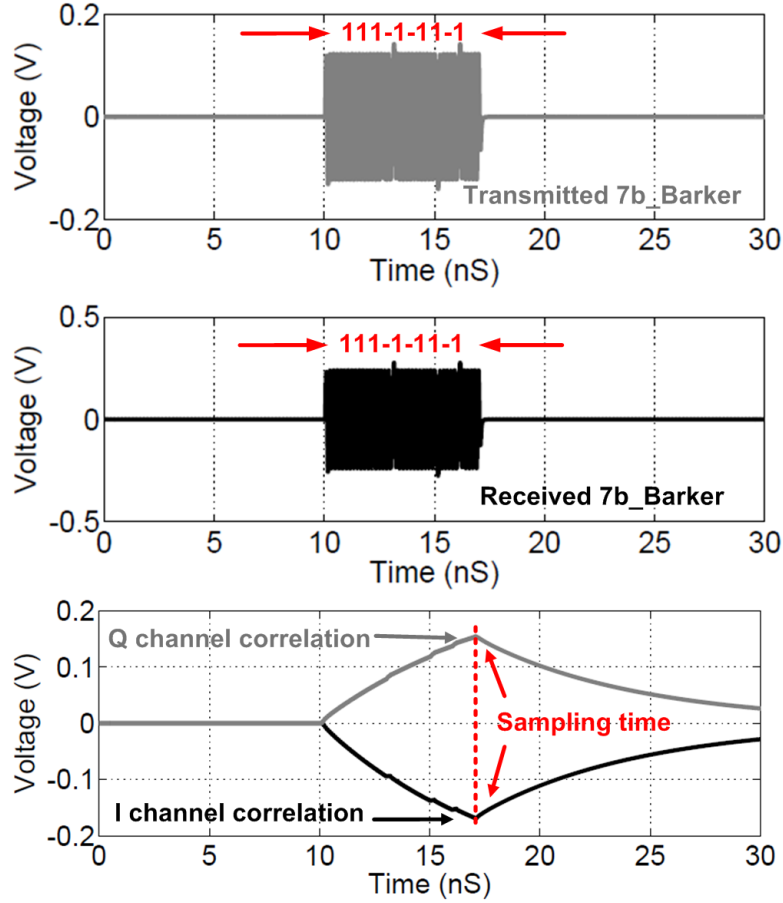 0.2
111-1-11-1
Voltage (V)
0
Transmitted 7b_Barker
-0.2
0 5 10 15 20 25 30
Time (nS)
0.5
111-1-11-1
Voltage (V)
0
Received 7b_Barker
-0.5
0 5 10 15 20 25 30
Time (nS)
0.2
Q channel correlation
0.1
Voltage (V)
0
Sampling time
-0.1
I channel correlation
-0.2
0 5 10 15 20 25 30
Time (nS)